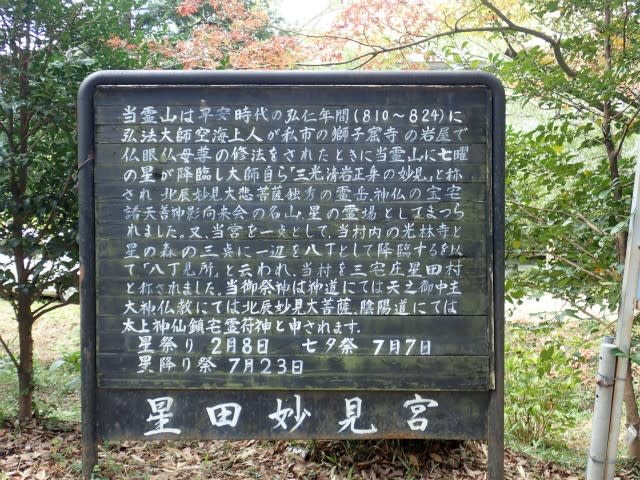 当霊山は平安時代の弘仁年間(810～824)に
弘法大師空海上人が私市の獅子窟寺の岩屋で
仏眼仏母尊の修法をされたときに当霊山に七曜
の星が降臨し大師自ら「三光清岩正身の妙見」と称
され 北辰妙見大悲菩薩独秀の霊岳、神仏の宝宅
諸天善神影向来会の名山、星の霊場としてまつら
れました。又、当宮を一点として、当村内の光林寺と
星の森の三点に一辺を八丁として降臨するを以
て「八丁見所」と云われ、当村を三宅庄星田村
と称されました。当御祭神は神道にては天之御中主
大神仏教にては北辰妙見大菩薩、陰陽道にては
太上神仙鎮宅霊符神と申されます。
星祭り 2月8日 七夕祭 7月7日
星降り祭 7月23日
星田妙見宮